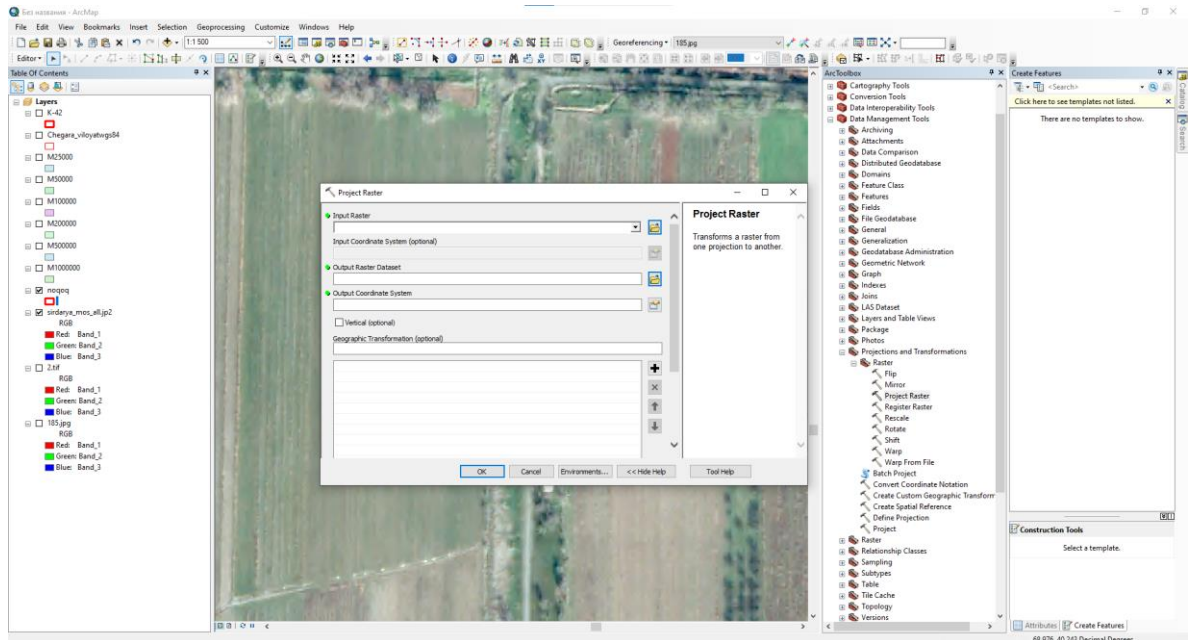 Без названия - ArcMap
File Edit View Bookmarks Insert Selection Geoprocessing Customize Windows Help
1:1 500
Georeferencing 185.jpg
Editor
Table Of Contents
Layers
K-42
Chegara_viloyatwgs84
M25000
M50000
M100000
M200000
M500000
M1000000
noqoq
sirdarya_mos_all.jp2
RGB
Red: Band_1
Green: Band_2
Blue: Band_3
2.tif
RGB
Red: Band_1
Green: Band_2
Blue: Band_3
185.jpg
RGB
Red: Band_1
Green: Band_2
Blue: Band_3
Project Raster
Input Raster
Input Coordinate System (optional)
Output Raster Dataset
Output Coordinate System
Vertical (optional)
Geographic Transformation (optional)
OK Cancel Environments... << Hide Help Tool Help
Project Raster
Transforms a raster from
one projection to another.
ArcToolbox
Cartography Tools
Conversion Tools
Data Interoperability Tools
Data Management Tools
Archiving
Attachments
Data Comparison
Distributed Geodatabase
Domains
Feature Class
Features
Fields
File Geodatabase
General
Generalization
Geodatabase Administration
Geometric Network
Graph
Indexes
Joins
LAS Dataset
Layers and Table Views
Package
Photos
Projections and Transformations
Raster
Flip
Mirror
Project Raster
Register Raster
Rescale
Rotate
Shift
Warp
Warp From File
Batch Project
Convert Coordinate Notation
Create Custom Geographic Transform
Create Spatial Reference
Define Projection
Project
Raster
Relationship Classes
Sampling
Subtypes
Table
Tile Cache
Topology
Versions
Create Features
<Search>
Click here to see templates not listed.
There are no templates to show.
Construction Tools
Select a template.
Attributes Create Features
Catalog
Search
68,976 40,243 Decimal Degrees